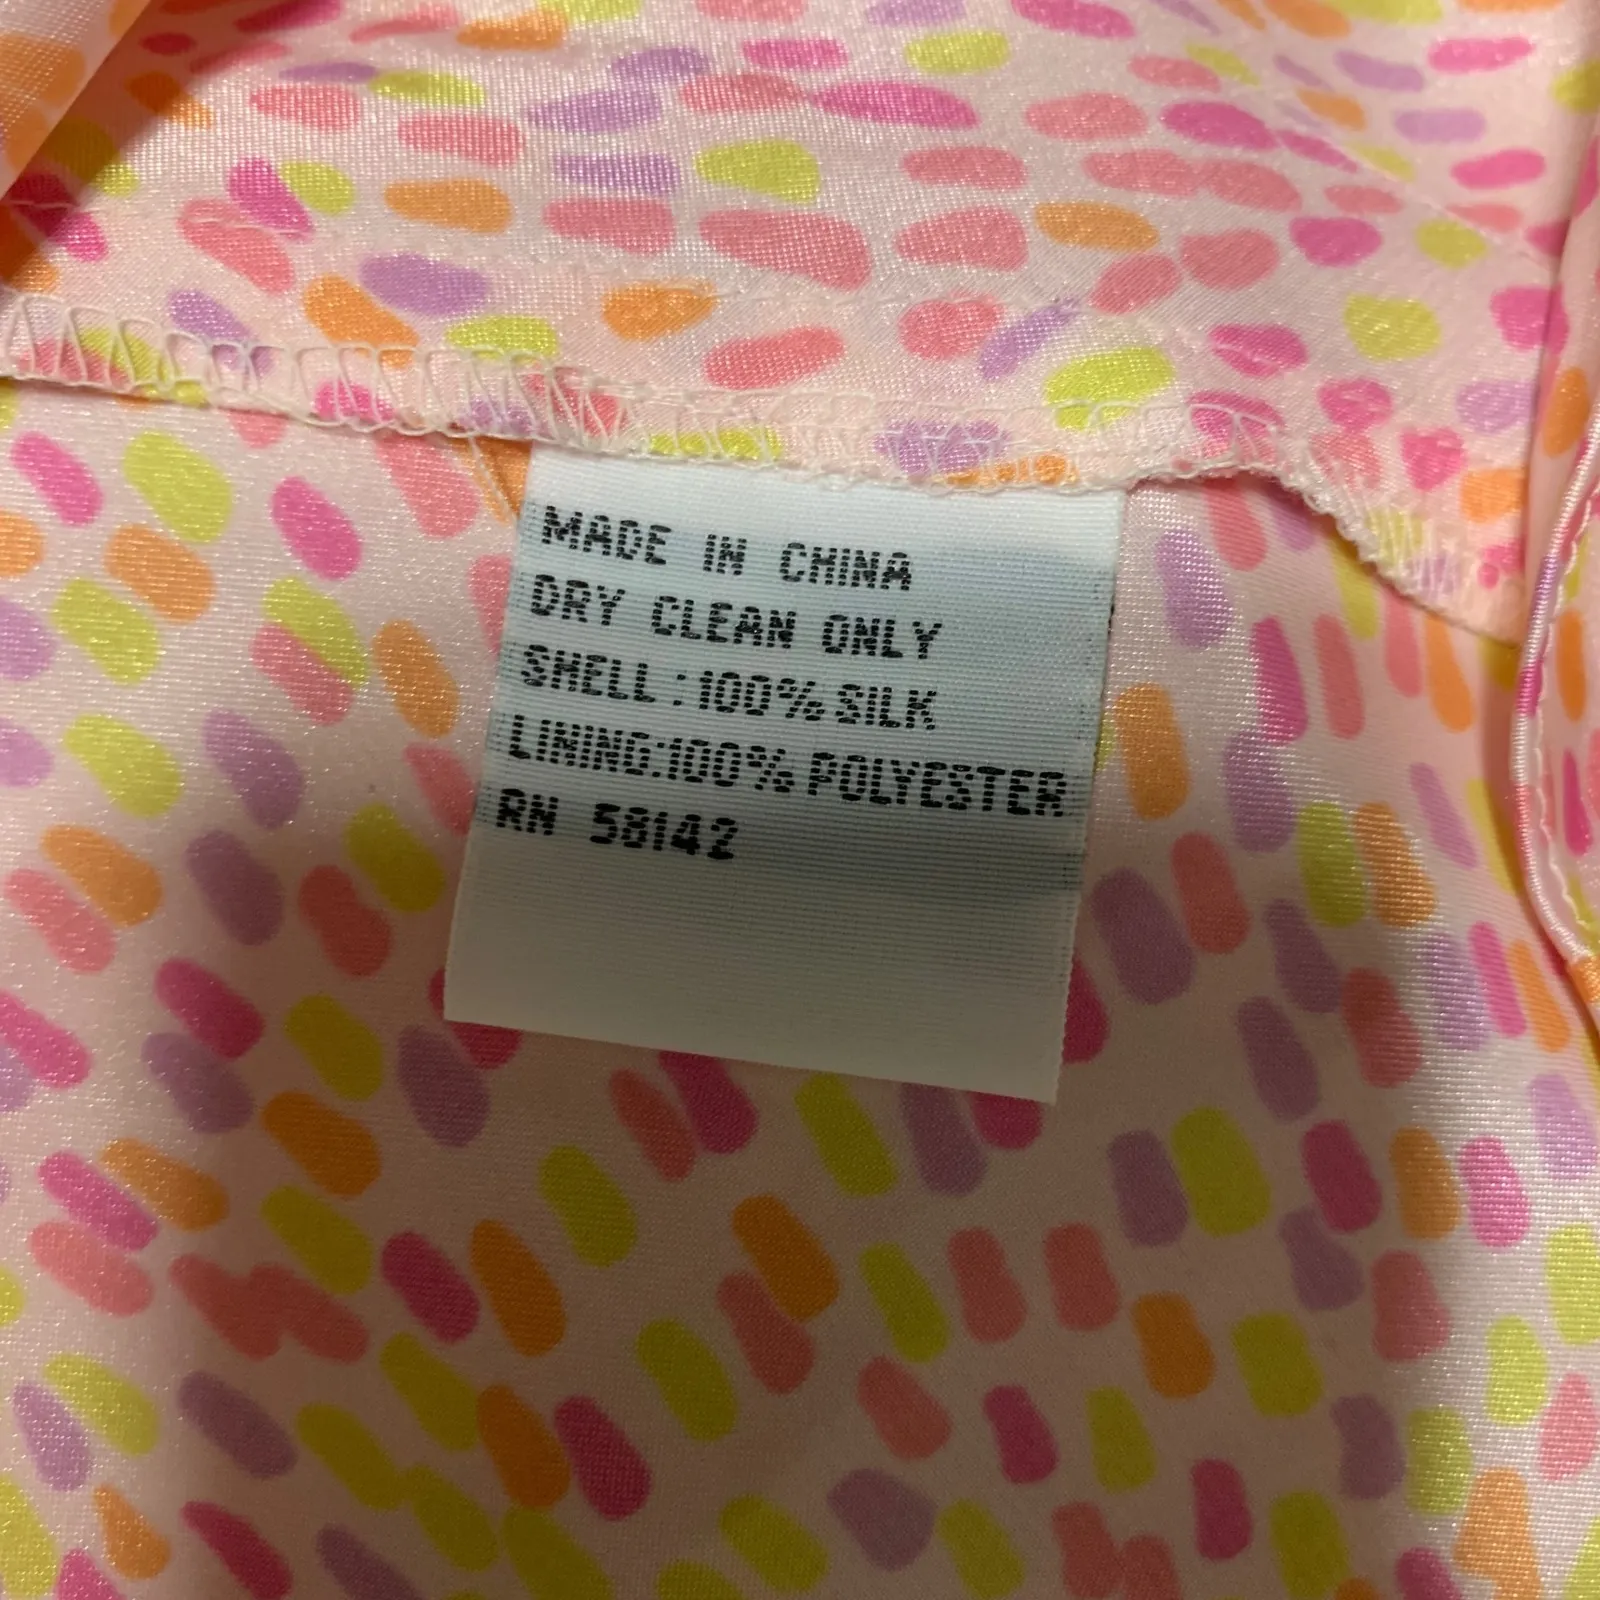 MADE IN CHINA
DRY CLEAN ONLY
SHELL : 100% SILK
LINING:100% POLYESTER
RN 58142